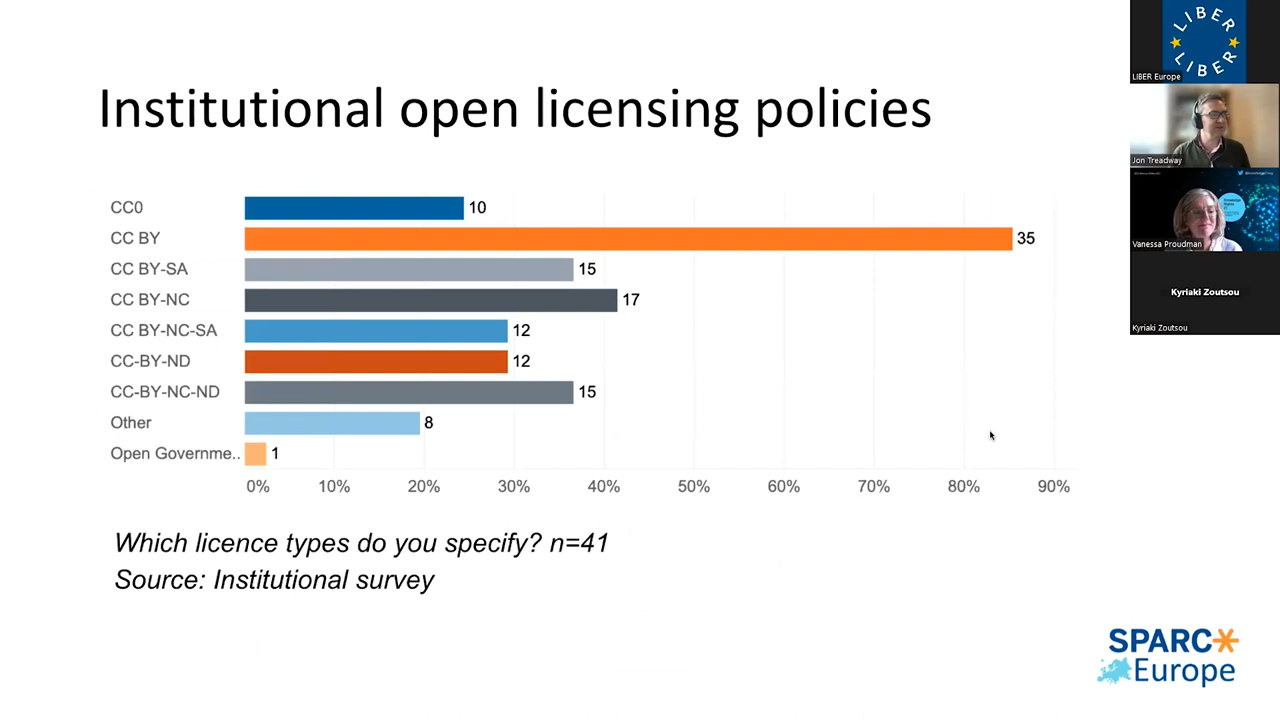 Institutional open licensing policies
CC0
10
CC BY
35
CC BY-SA
15
CC BY-NC
17
CC BY-NC-SA
12
CC-BY-ND
12
CC-BY-NC-ND
15
Other
8
Open Governme..
1
0% 10% 20% 30% 40% 50% 60% 70% 80% 90%
Which licence types do you specify? n=41
Source: Institutional survey
SPARC
Europe
LIBER
LIBER
LIBER Europe
Jon Treadway
Vanessa Proudman
Kyriaki Zoutsou
Kyriaki Zoutsou